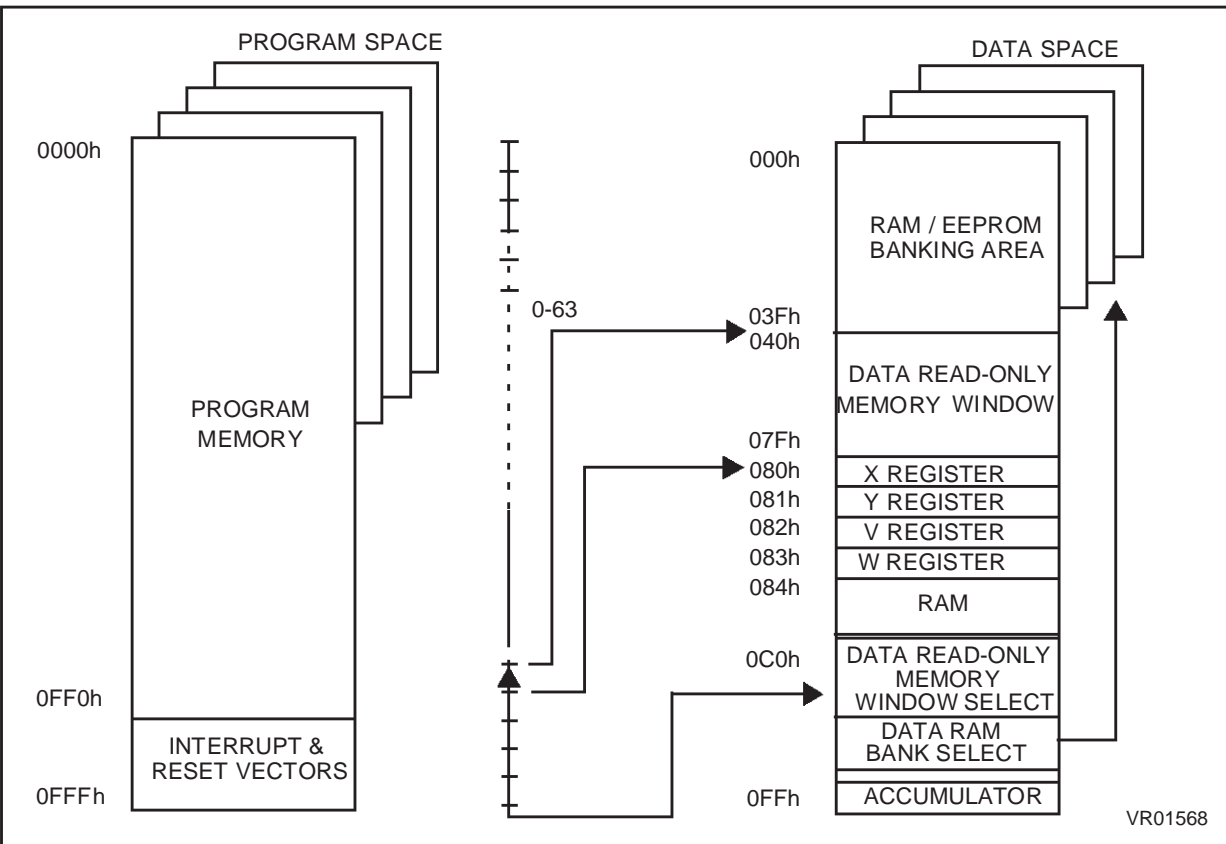 PROGRAM SPACE
0000h
PROGRAM
MEMORY
0FF0h
INTERRUPT &
RESET VECTORS
0FFFh
0-63
DATA SPACE
000h
RAM / EEPROM
BANKING AREA
03Fh
040h
DATA READ-ONLY
MEMORY WINDOW
07Fh
080h
X REGISTER
081h
Y REGISTER
082h
V REGISTER
083h
W REGISTER
084h
RAM
0C0h
DATA READ-ONLY
MEMORY
WINDOW SELECT
DATA RAM
BANK SELECT
0FFh
ACCUMULATOR
VR01568